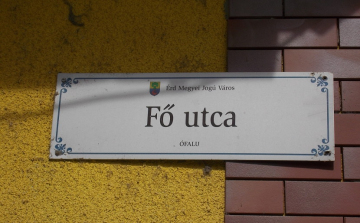 Érd Megyei Jogú Város
Fő utca
ÓFALU